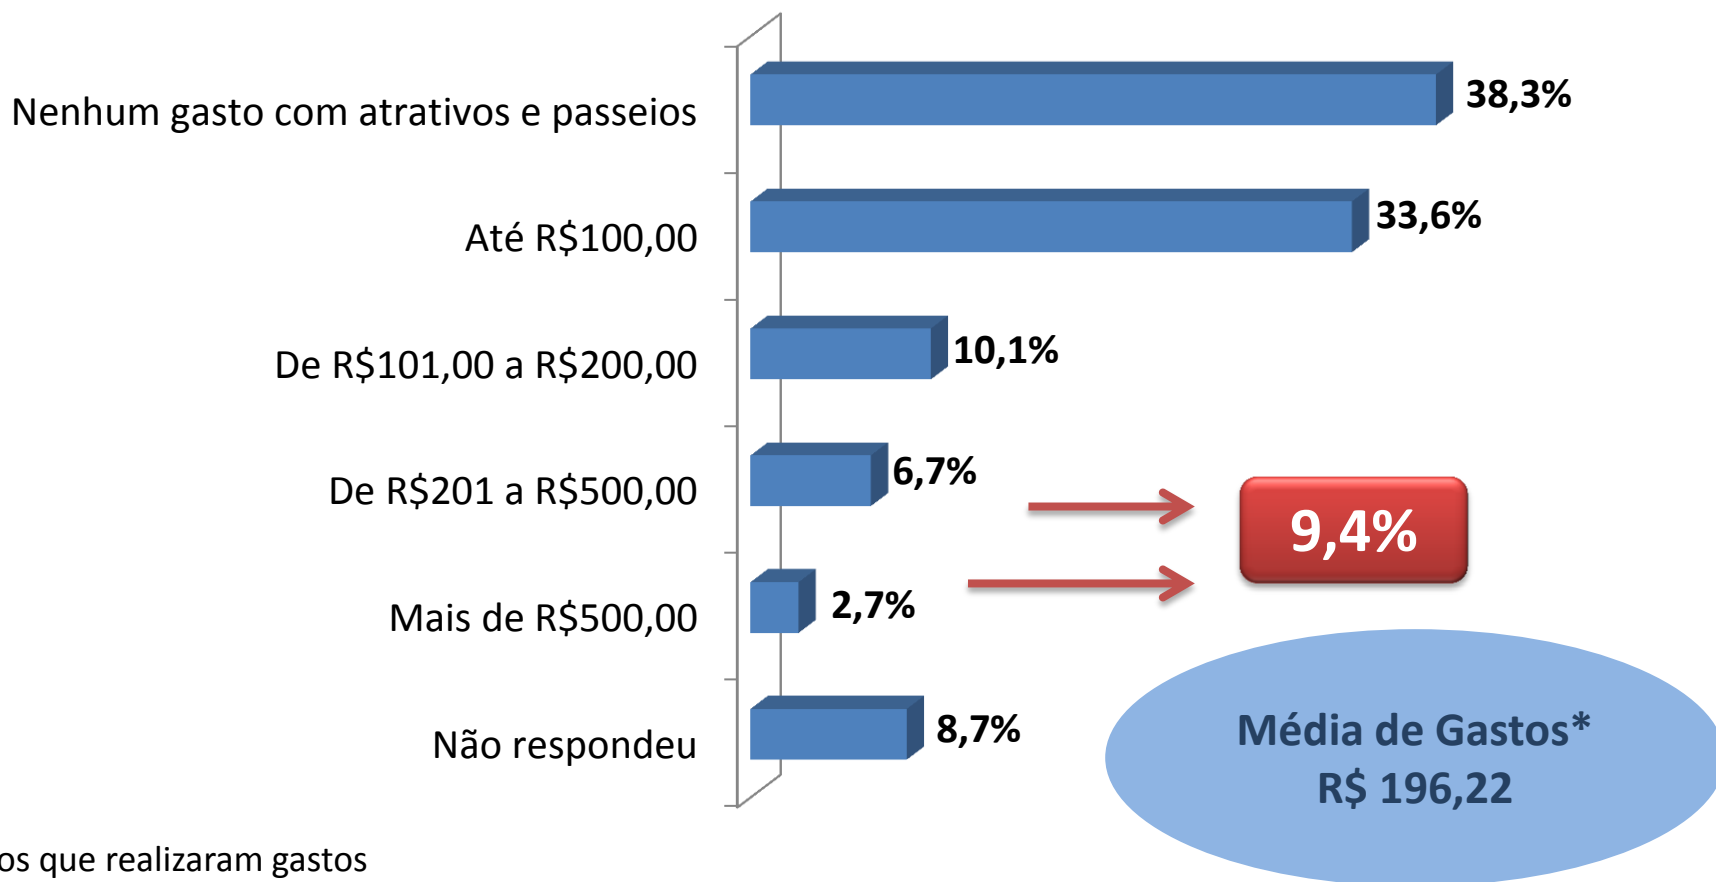 Nenhum gasto com atrativos e passeios
38,3%
Até R$100,00
33,6%
De R$101,00 a R$200,00
10,1%
De R$201 a R$500,00
6,7%
9,4%
Mais de R$500,00
2,7%
Não respondeu
8,7%
Média de Gastos*
R$ 196,22
os que realizaram gastos